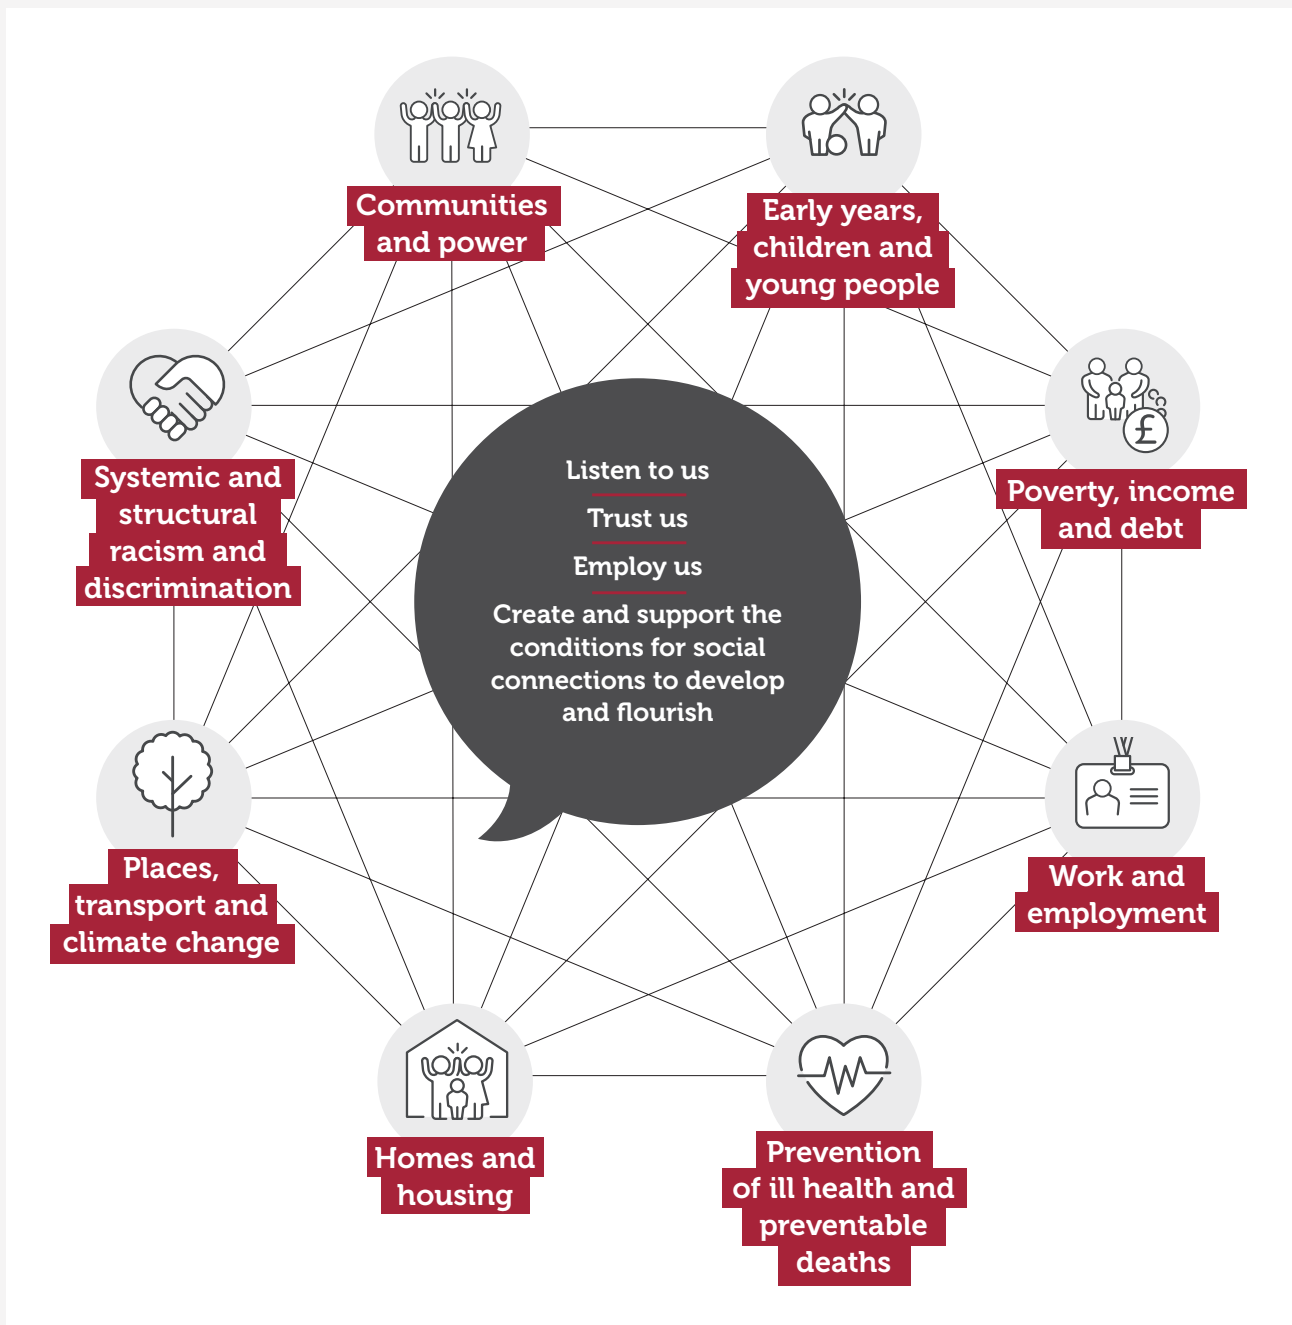 Communities
and power
Early years,
children and
young people
Systemic and
structural
racism and
discrimination
Poverty, income
and debt
£
Listen to us
Trust us
Employ us
Create and support the
conditions for social
connections to develop
and flourish
Places,
transport and
climate change
Work and
employment
Homes and
housing
Prevention
of ill health and
preventable
deaths